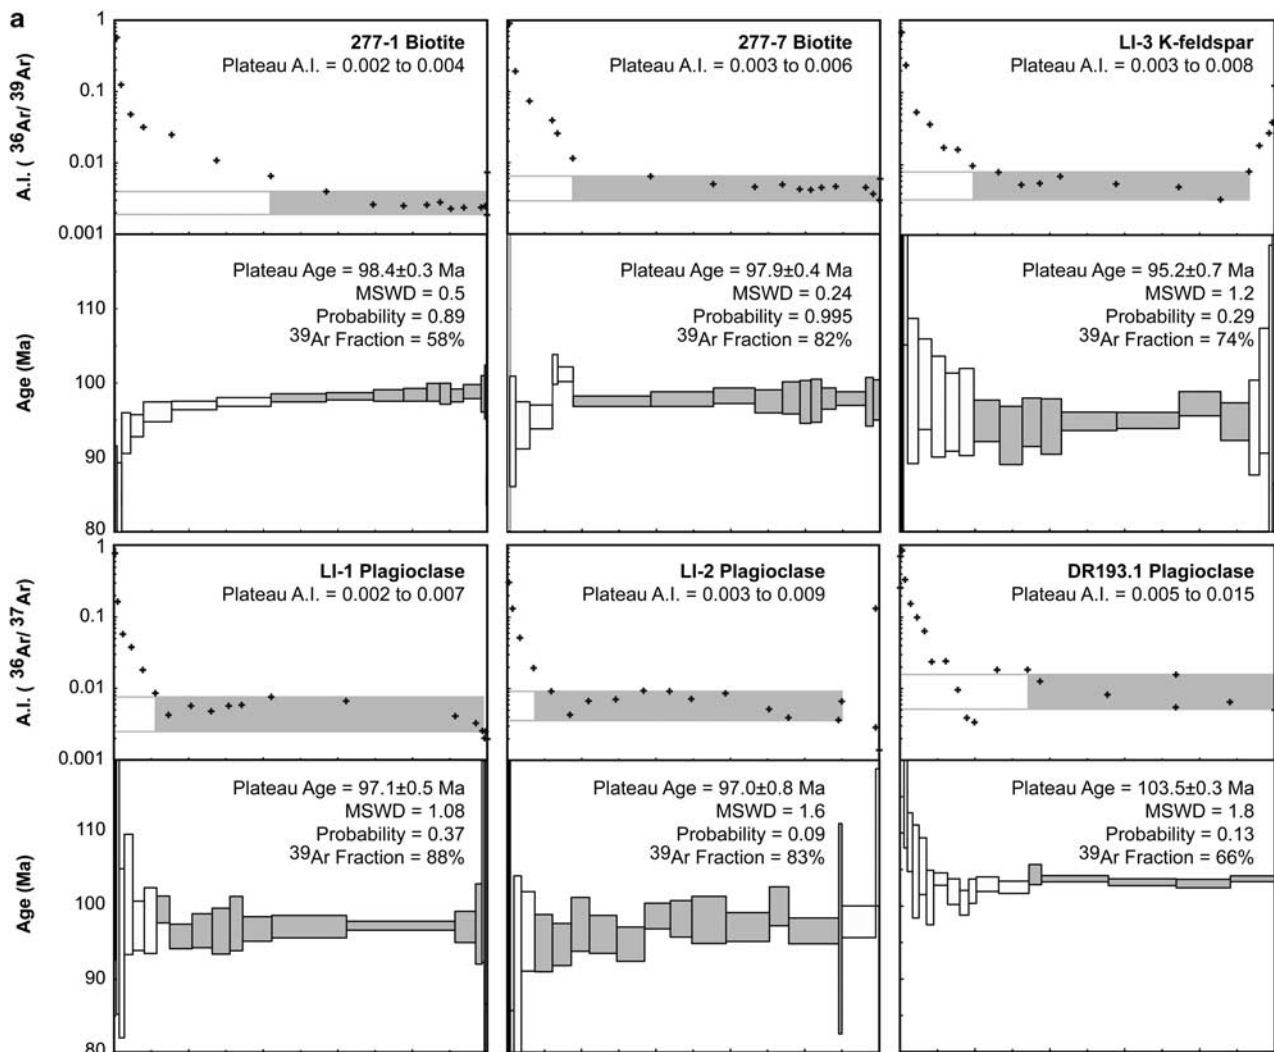 a
A.I. ( ³⁶Ar/ ³⁹Ar)
1
0.1
0.01
0.001
277-1 Biotite
Plateau A.I. = 0.002 to 0.004
277-7 Biotite
Plateau A.I. = 0.003 to 0.006
LI-3 K-feldspar
Plateau A.I. = 0.003 to 0.008
Age (Ma)
110
100
90
80
Plateau Age = 98.4±0.3 Ma
MSWD = 0.5
Probability = 0.89
³⁹Ar Fraction = 58%
Plateau Age = 97.9±0.4 Ma
MSWD = 0.24
Probability = 0.995
³⁹Ar Fraction = 82%
Plateau Age = 95.2±0.7 Ma
MSWD = 1.2
Probability = 0.29
³⁹Ar Fraction = 74%
A.I. ( ³⁶Ar/ ³⁷Ar)
1
0.1
0.01
0.001
LI-1 Plagioclase
Plateau A.I. = 0.002 to 0.007
LI-2 Plagioclase
Plateau A.I. = 0.003 to 0.009
DR193.1 Plagioclase
Plateau A.I. = 0.005 to 0.015
Age (Ma)
110
100
90
80
Plateau Age = 97.1±0.5 Ma
MSWD = 1.08
Probability = 0.37
³⁹Ar Fraction = 88%
Plateau Age = 97.0±0.8 Ma
MSWD = 1.6
Probability = 0.09
³⁹Ar Fraction = 83%
Plateau Age = 103.5±0.3 Ma
MSWD = 1.8
Probability = 0.13
³⁹Ar Fraction = 66%